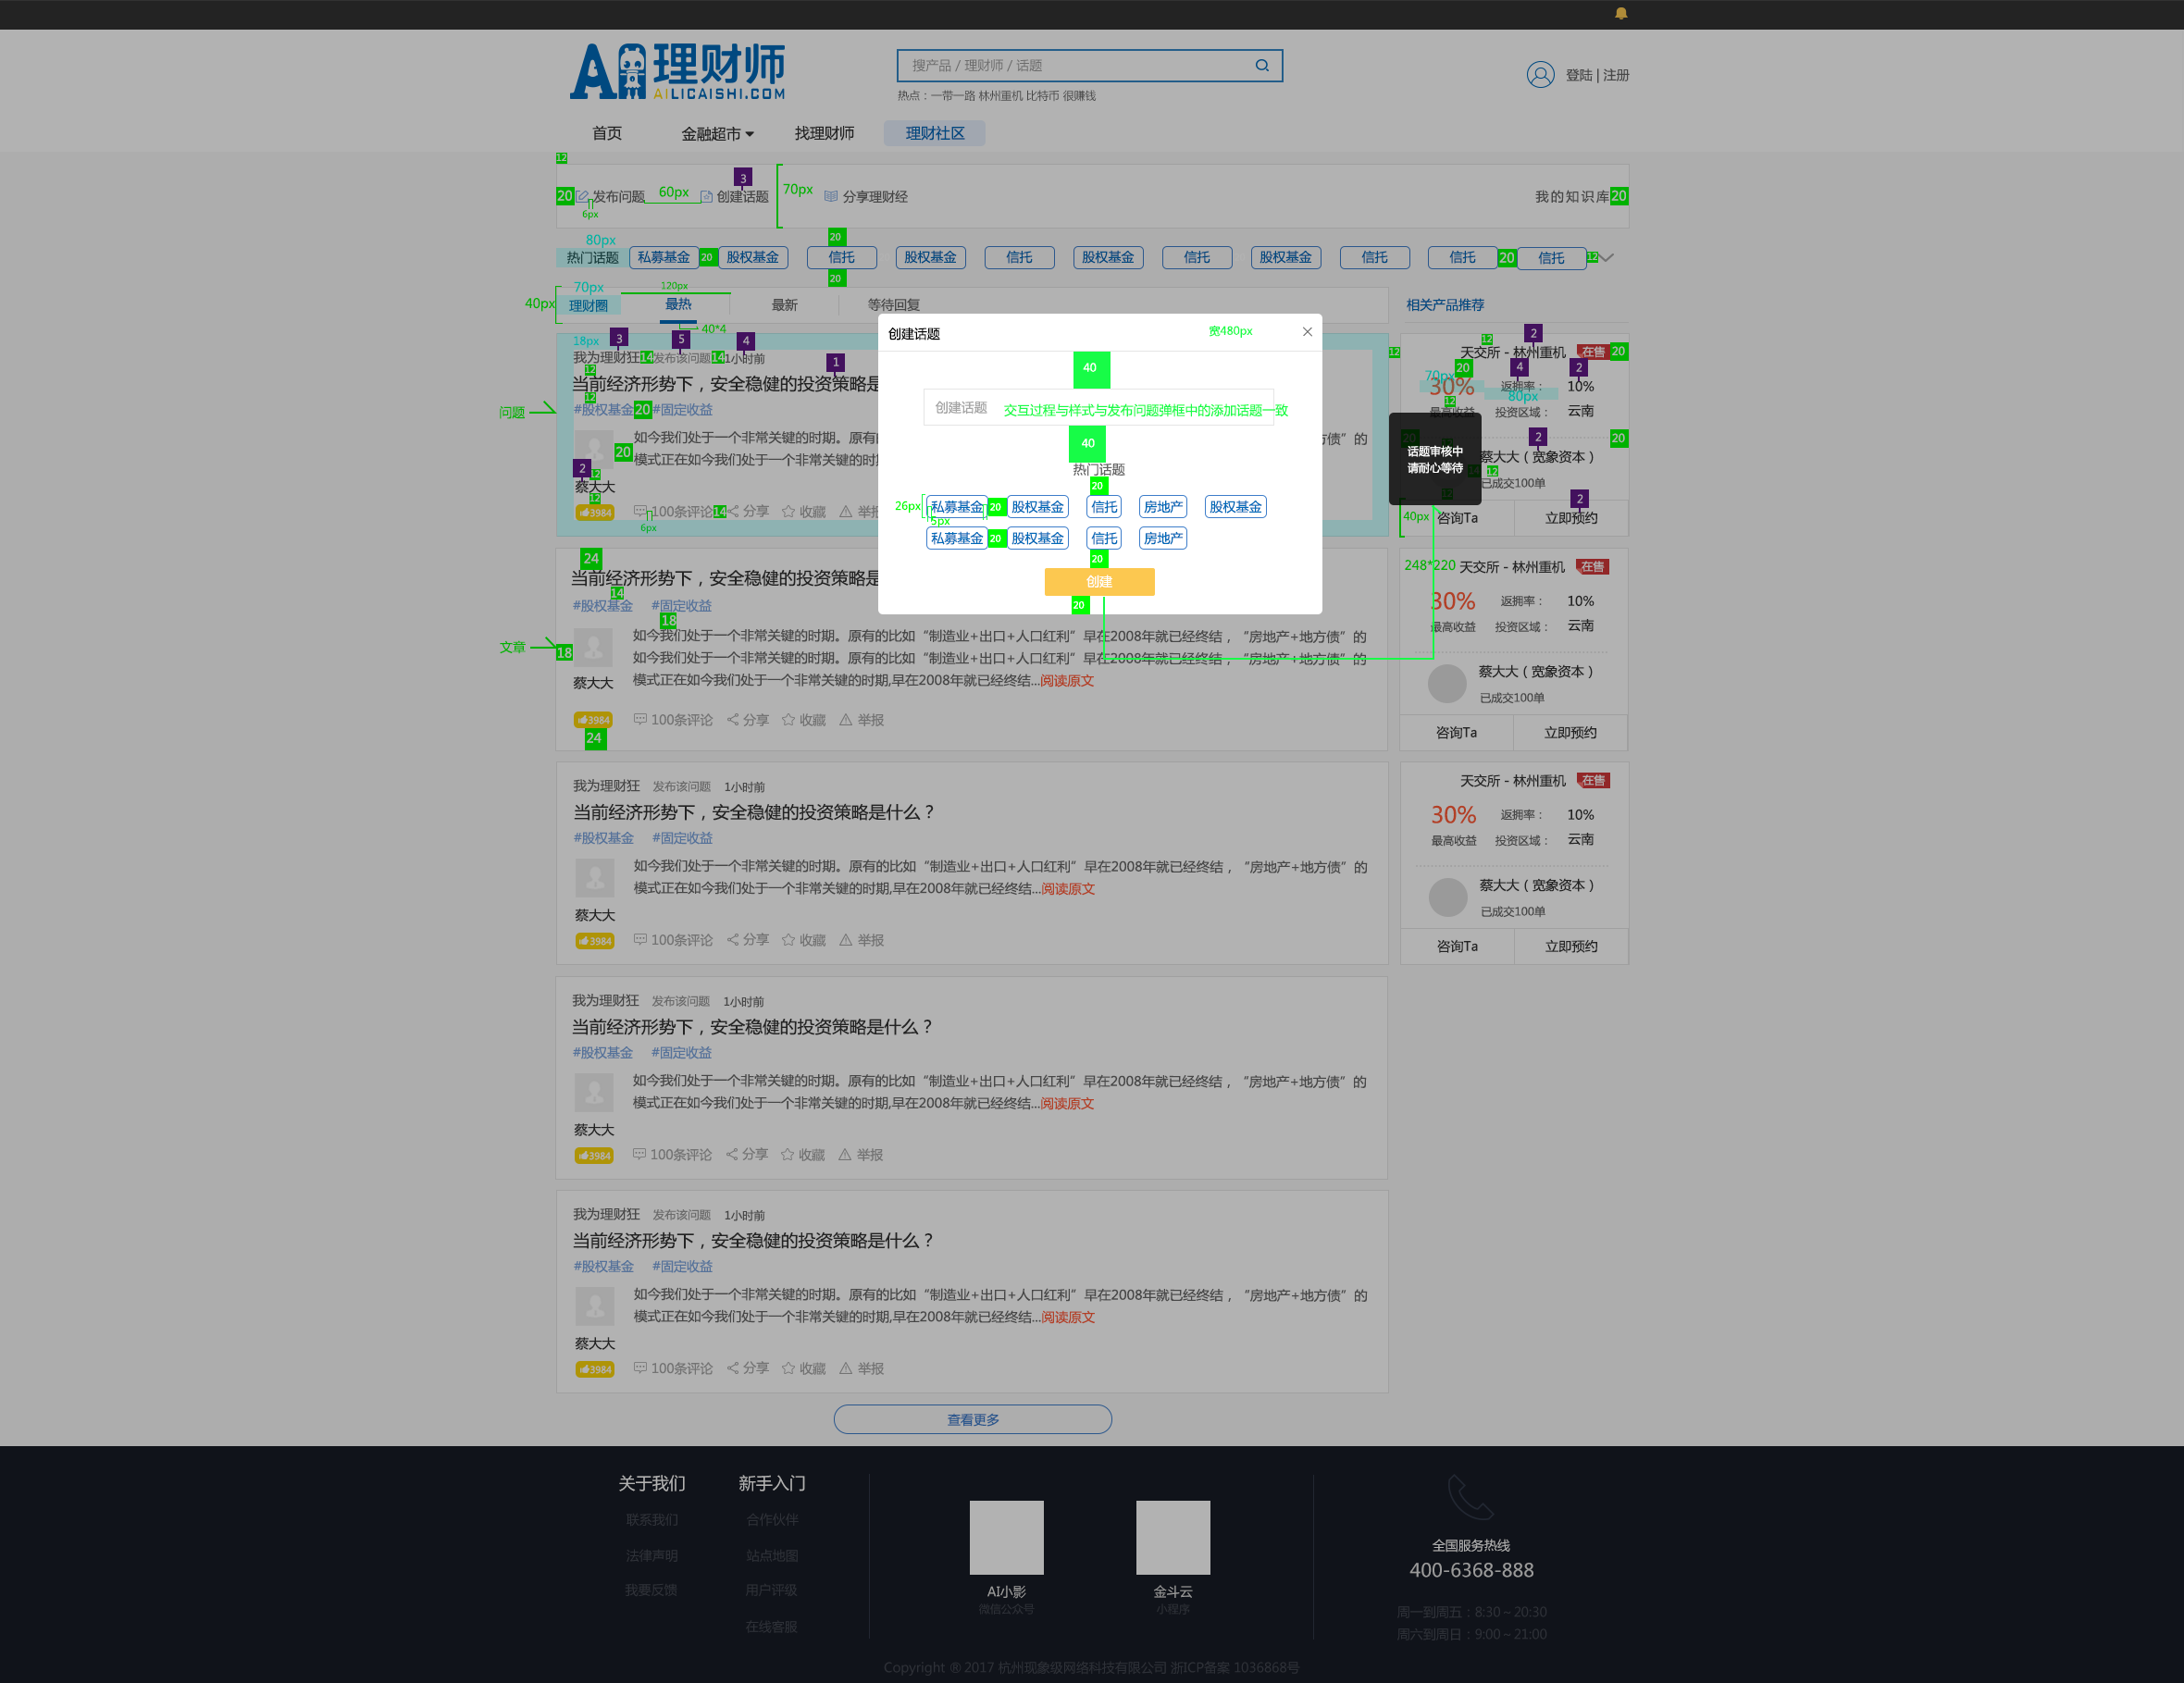 AI理财师
AILICAISHI.COM
搜产品 / 理财师 / 话题
热点：一带一路 林州重机 比特币 很赚钱
登陆 | 注册
首页
金融超市
找理财师
理财社区
12
20
发布问题
6px
60px
3
创建话题
70px
分享理财经
我的知识库
20
80px
热门话题
私募基金
20
股权基金
20
信托
20
股权基金
信托
股权基金
信托
股权基金
信托
信托
20
信托
12
40px
70px
理财圈
120px
最热
40*4
最新
等待回复
相关产品推荐
创建话题
宽480px
40
创建话题
交互过程与样式与发布问题弹框中的添加话题一致
40
热门话题
20
26px
私募基金
5px
20
股权基金
信托
房地产
股权基金
私募基金
20
股权基金
信托
房地产
20
创建
20
话题审核中
请耐心等待
问题
18px
3
5
4
1
我为理财狂
14
发布该问题
14
1小时前
12
当前经济形势下，安全稳健的投资策略是
12
#股权基金
20
#固定收益
20
如今我们处于一个非常关键的时期。原有的
方债”的
模式正在如今我们处于一个非常关键的时
2
12
蔡大大
12
3984
100条评论
6px
14
分享
收藏
举报
12
12
2
天交所 - 林州重机
在售
20
70px
20
4
2
30%
返拥率：
10%
80px
12
最高收益
投资区域：
云南
20
2
20
蔡大大（宽象资本）
14
12
已成交100单
12
2
40px
咨询Ta
立即预约
文章
24
当前经济形势下，安全稳健的投资策略是
14
#股权基金
#固定收益
18
18
如今我们处于一个非常关键的时期。原有的比如“制造业+出口+人口红利”早在2008年就已经终结，“房地产+地方债”的
如今我们处于一个非常关键的时期。原有的比如“制造业+出口+人口红利”早在2008年就已经终结，“房地产+地方债”的
模式正在如今我们处于一个非常关键的时期,早在2008年就已经终结...阅读原文
蔡大大
3984
100条评论
分享
收藏
举报
24
248*220
天交所 - 林州重机
在售
30%
返拥率：
10%
最高收益
投资区域：
云南
蔡大大（宽象资本）
已成交100单
咨询Ta
立即预约
我为理财狂
发布该问题
1小时前
当前经济形势下，安全稳健的投资策略是什么？
#股权基金
#固定收益
如今我们处于一个非常关键的时期。原有的比如“制造业+出口+人口红利”早在2008年就已经终结，“房地产+地方债”的
模式正在如今我们处于一个非常关键的时期,早在2008年就已经终结...阅读原文
蔡大大
3984
100条评论
分享
收藏
举报
天交所 - 林州重机
在售
30%
返拥率：
10%
最高收益
投资区域：
云南
蔡大大（宽象资本）
已成交100单
咨询Ta
立即预约
我为理财狂
发布该问题
1小时前
当前经济形势下，安全稳健的投资策略是什么？
#股权基金
#固定收益
如今我们处于一个非常关键的时期。原有的比如“制造业+出口+人口红利”早在2008年就已经终结，“房地产+地方债”的
模式正在如今我们处于一个非常关键的时期,早在2008年就已经终结...阅读原文
蔡大大
3984
100条评论
分享
收藏
举报
我为理财狂
发布该问题
1小时前
当前经济形势下，安全稳健的投资策略是什么？
#股权基金
#固定收益
如今我们处于一个非常关键的时期。原有的比如“制造业+出口+人口红利”早在2008年就已经终结，“房地产+地方债”的
模式正在如今我们处于一个非常关键的时期,早在2008年就已经终结...阅读原文
蔡大大
3984
100条评论
分享
收藏
举报
查看更多
关于我们
联系我们
法律声明
我要反馈
新手入门
合作伙伴
站点地图
用户评级
在线客服
AI小影
微信公众号
金斗云
小程序
全国服务热线
400-6368-888
周一到周五：8:30～20:30
周六到周日：9:00～21:00
Copyright ® 2017 杭州现象级网络科技有限公司 浙ICP备案 1036868号